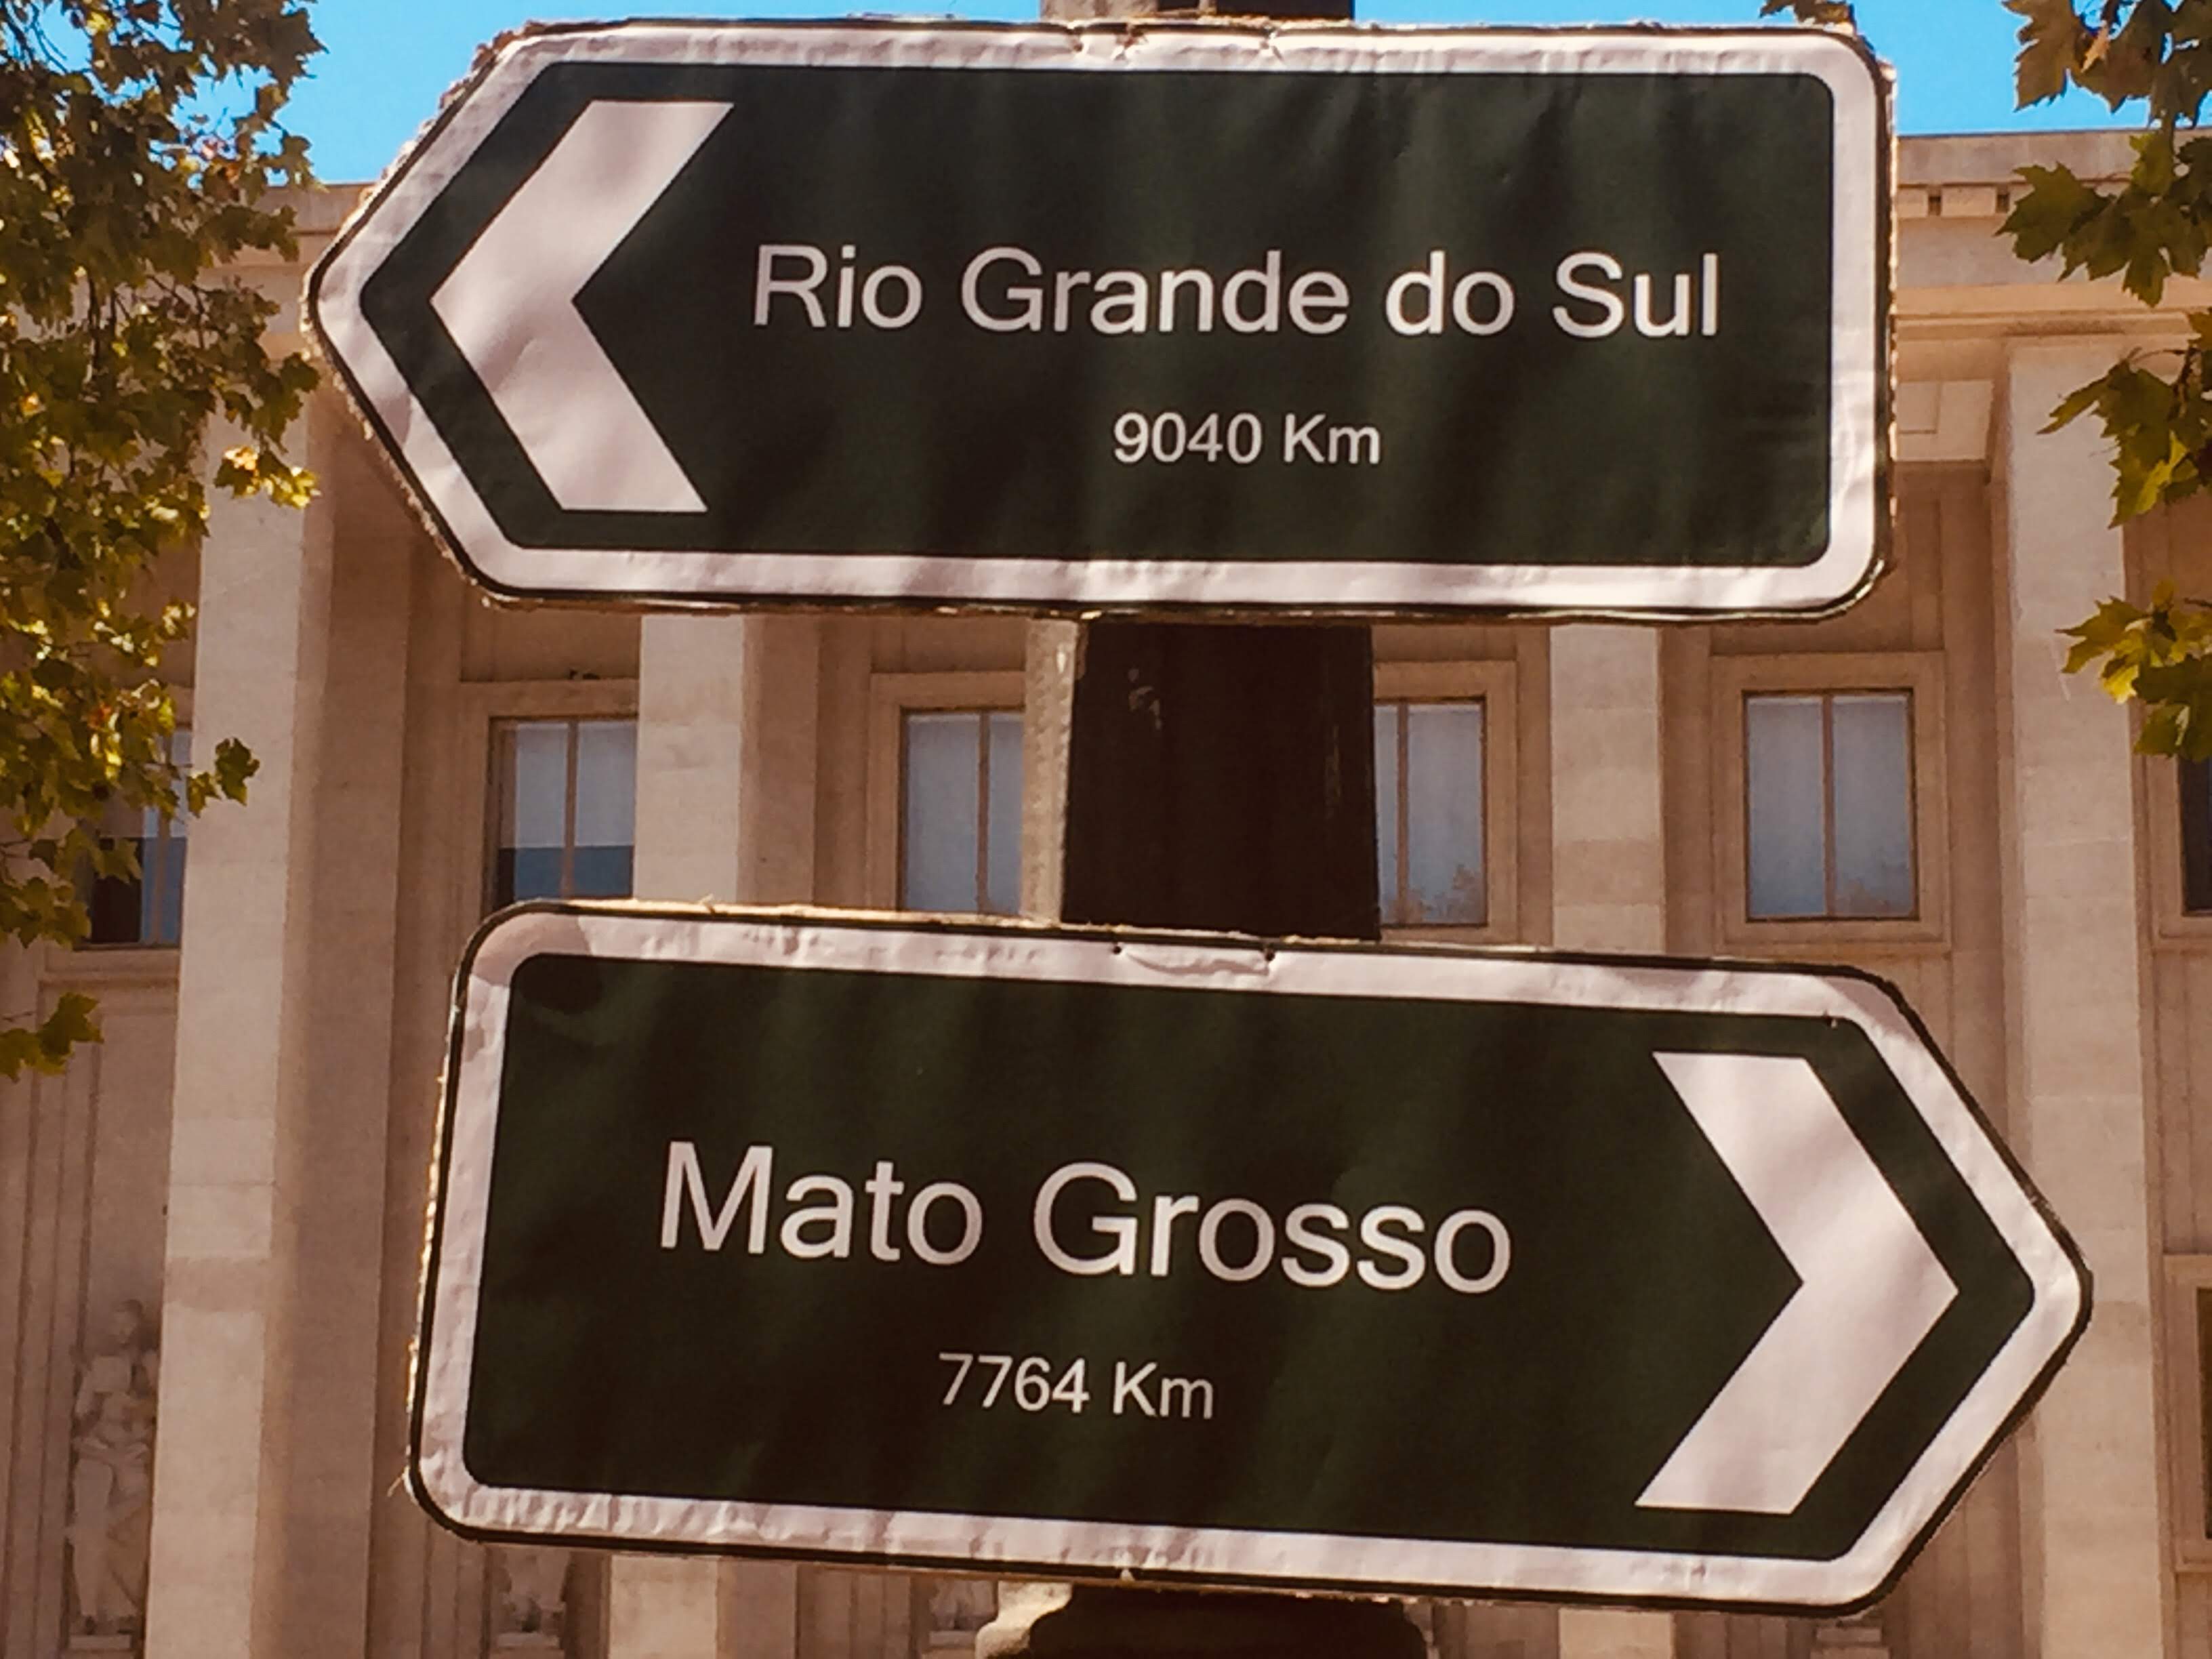 Rio Grande do Sul
9040 Km
Mato Grosso
7764 Km